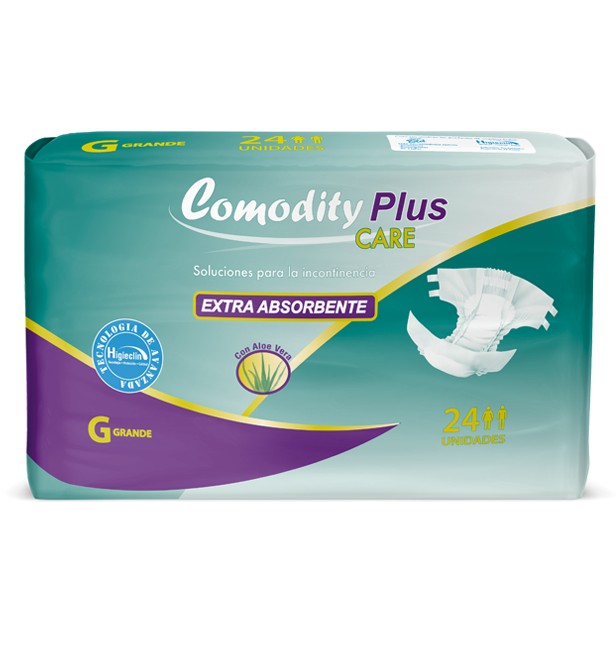 G GRANDE
24
UNIDADES
Higieclin
Comodity Plus
CARE
Soluciones para la incontinencia
EXTRA ABSORBENTE
Con Aloe Vera
TECNOLOGIA DE AVANZADA
Higieclin
G GRANDE
24
UNIDADES